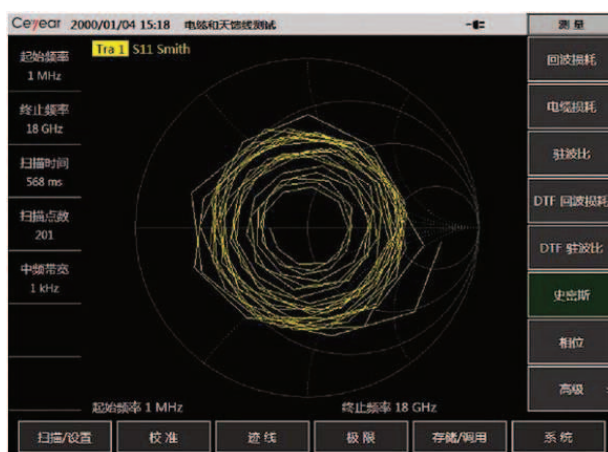 Ceyear 2000/01/04 15:18 电缆和天馈线测试
测量
Tra 1 S11 Smith
起始频率
1 MHz
终止频率
18 GHz
扫描时间
568 ms
扫描点数
201
中频带宽
1 kHz
回波损耗
电缆损耗
驻波比
DTF 回波损耗
DTF 驻波比
史密斯
相位
高级
起始频率 1 MHz
终止频率 18 GHz
扫描/设置
校准
迹线
极限
存储/调用
系统